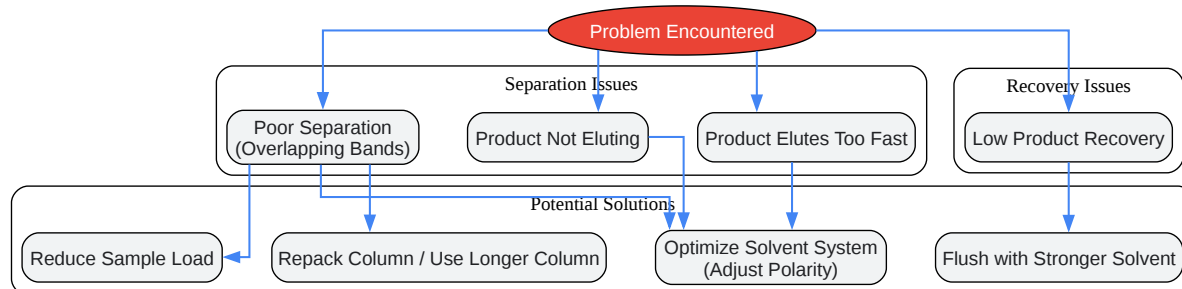 Problem Encountered
Separation Issues
Recovery Issues
Poor Separation
(Overlapping Bands)
Product Not Eluting
Product Elutes Too Fast
Low Product Recovery
Potential Solutions
Reduce Sample Load
Repack Column / Use Longer Column
Optimize Solvent System
(Adjust Polarity)
Flush with Stronger Solvent